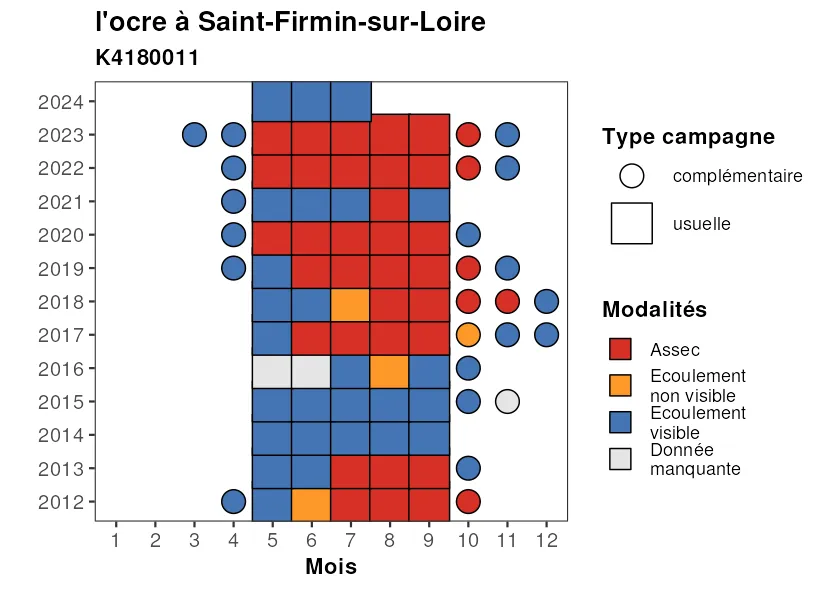 l'ocre à Saint-Firmin-sur-Loire
K4180011
2024
2023
2022
2021
2020
2019
2018
2017
2016
2015
2014
2013
2012
1 2 3 4 5 6 7 8 9 10 11 12
Mois
Type campagne
complémentaire
usuelle
Modalités
Assec
Ecoulement
non visible
Ecoulement
visible
Donnée
manquante